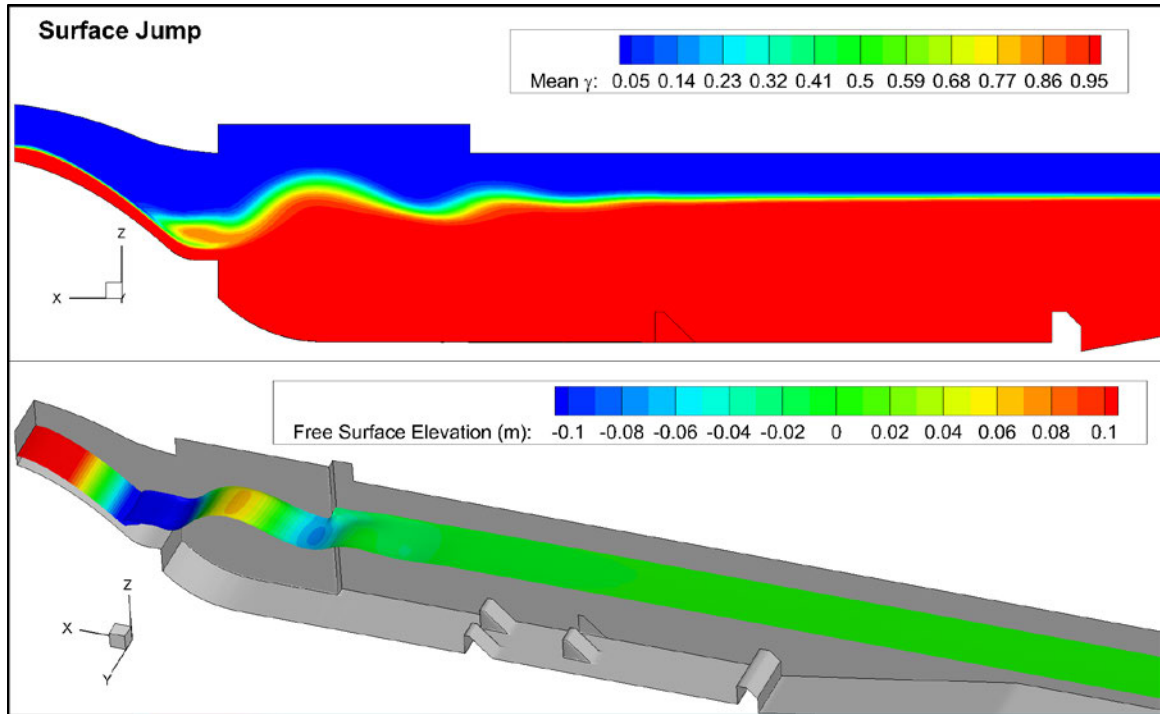 Surface Jump
Mean γ: 0.05 0.14 0.23 0.32 0.41 0.5 0.59 0.68 0.77 0.86 0.95
Z
X
Y
Free Surface Elevation (m): -0.1 -0.08 -0.06 -0.04 -0.02 0 0.02 0.04 0.06 0.08 0.1
Z
X
Y